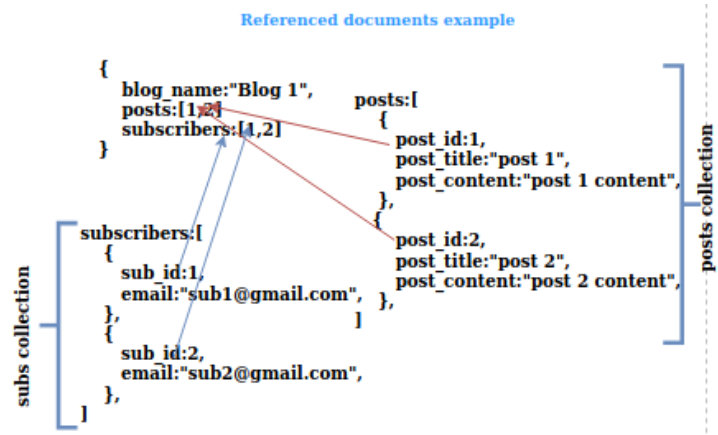 Referenced documents example
{
blog_name:"Blog 1",
posts:[1,2]
subscribers:[1,2]
}
posts:[
{
post_id:1,
post_title:"post 1",
post_content:"post 1 content",
},
{
post_id:2,
post_title:"post 2",
post_content:"post 2 content",
},
]
posts collection
subscribers:[
{
sub_id:1,
email:"sub1@gmail.com",
},
{
sub_id:2,
email:"sub2@gmail.com",
},
]
subs collection